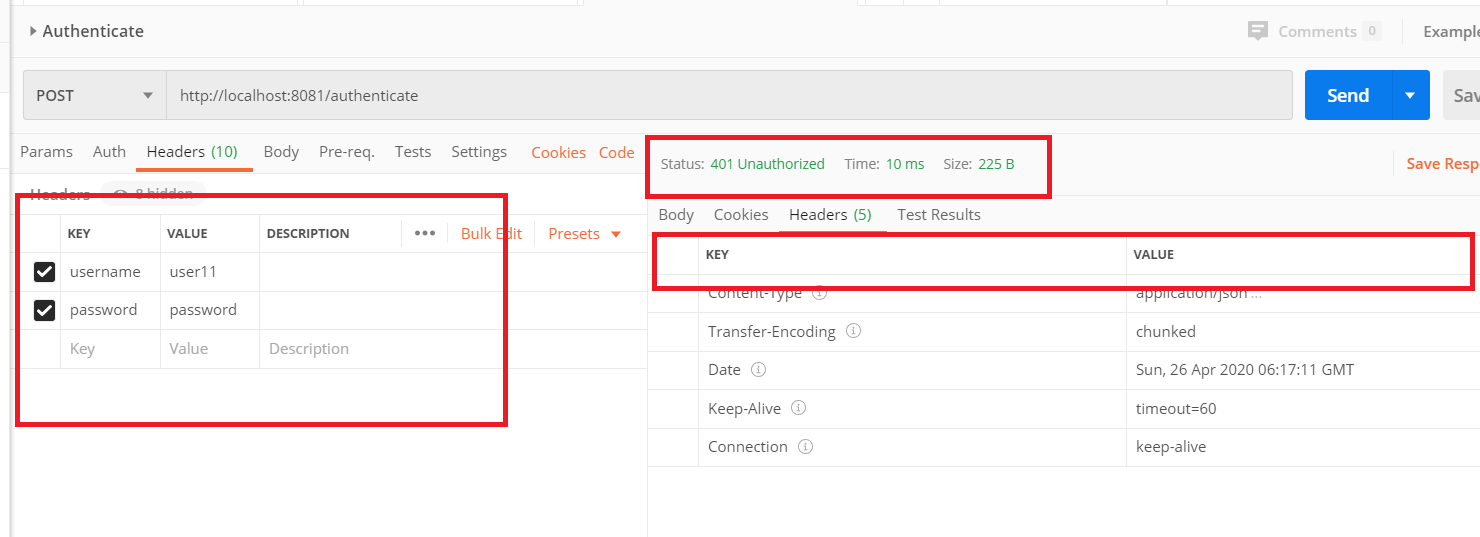 Authenticate
Comments 0 Example
POST http://localhost:8081/authenticate Send Sav
Params Auth Headers (10) Body Pre-req. Tests Settings Cookies Code
Status: 401 Unauthorized Time: 10 ms Size: 225 B Save Resp
Headers 8 hidden
Body Cookies Headers (5) Test Results
KEY VALUE DESCRIPTION ••• Bulk Edit Presets
username user11
password password
Key Value Description
KEY VALUE
Content-Type application/json ...
Transfer-Encoding chunked
Date Sun, 26 Apr 2020 06:17:11 GMT
Keep-Alive timeout=60
Connection keep-alive